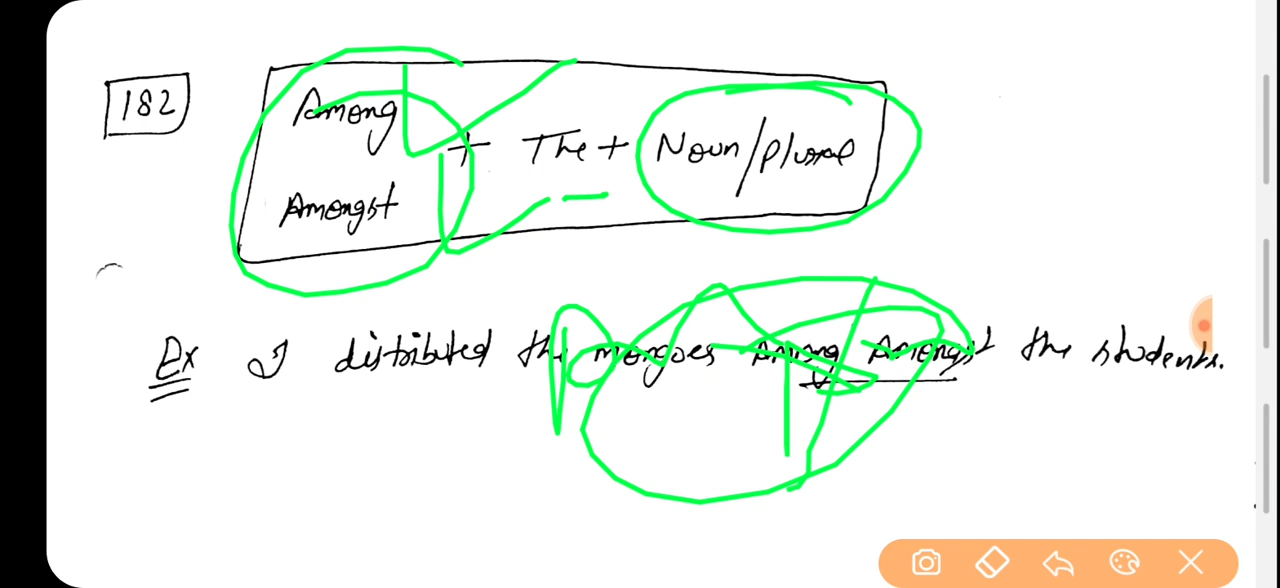 182
Among
+ The + Noun/plural
Amongst
Ex I distributed the mangoes Among Amongst the students.